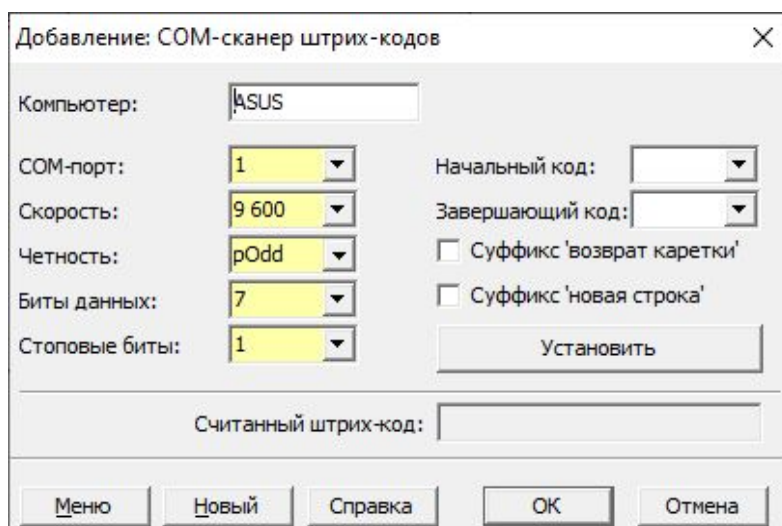 Добавление: COM-сканер штрих-кодов
Компьютер: ASUS
COM-порт: 1 Начальный код:
Скорость: 9 600 Завершающий код:
Четность: pOdd Суффикс 'возврат каретки'
Биты данных: 7 Суффикс 'новая строка'
Стоповые биты: 1 Установить
Считанный штрих-код:
Меню Новый Справка ОК Отмена